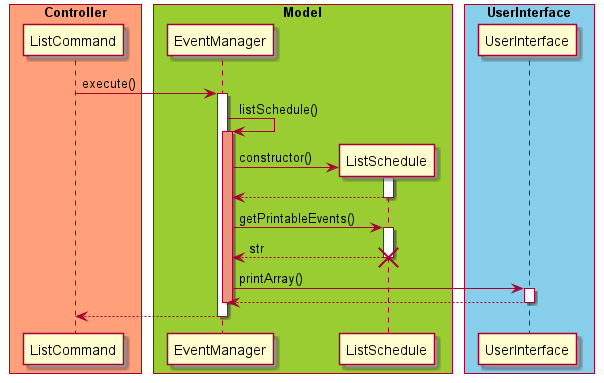 Controller
Model
UserInterface
ListCommand
EventManager
UserInterface
execute()
listSchedule()
constructor()
ListSchedule
getPrintableEvents()
str
printArray()
ListCommand
EventManager
ListSchedule
UserInterface